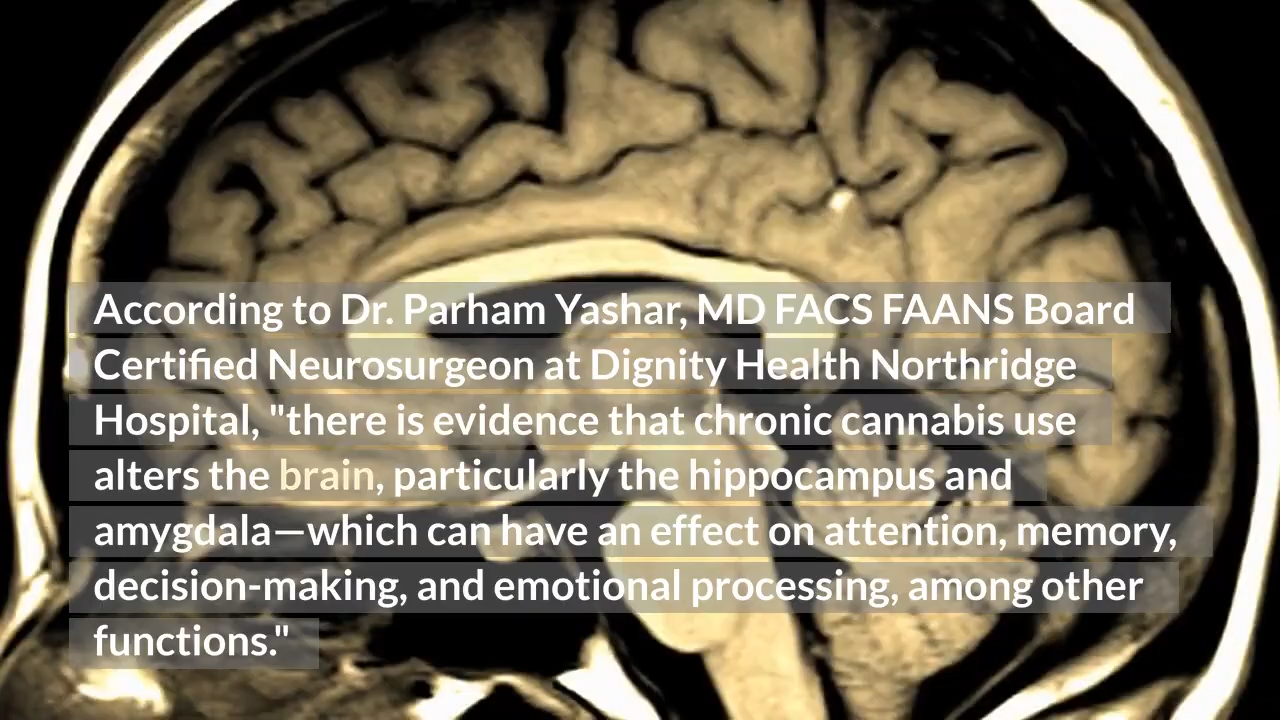 According to Dr. Parham Yashar, MD FACS FAANS Board
Certified Neurosurgeon at Dignity Health Northridge
Hospital, "there is evidence that chronic cannabis use
alters the brain, particularly the hippocampus and
amygdala—which can have an effect on attention, memory,
decision-making, and emotional processing, among other
functions."